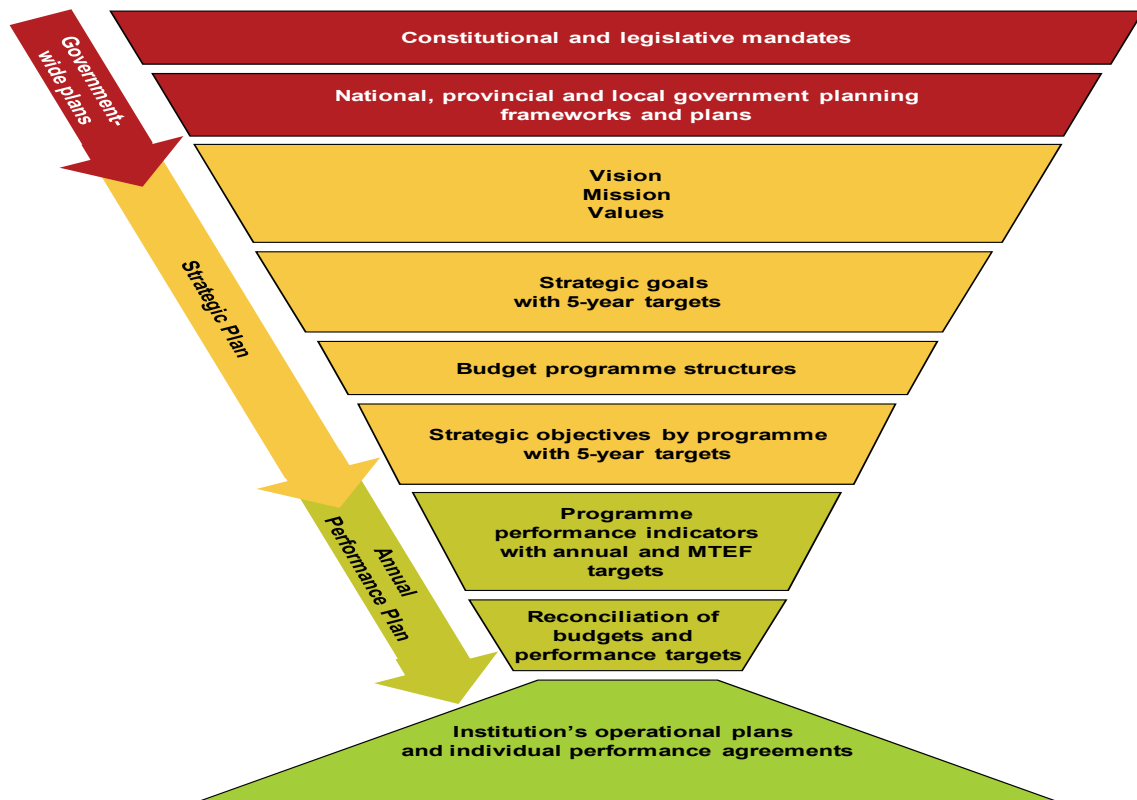 Government-
wide plans
Constitutional and legislative mandates
National, provincial and local government planning
frameworks and plans
Strategic Plan
Vision
Mission
Values
Strategic goals
with 5-year targets
Budget programme structures
Strategic objectives by programme
with 5-year targets
Annual
Performance Plan
Programme
performance indicators
with annual and MTEF
targets
Reconciliation of
budgets and
performance targets
Institution’s operational plans
and individual performance agreements